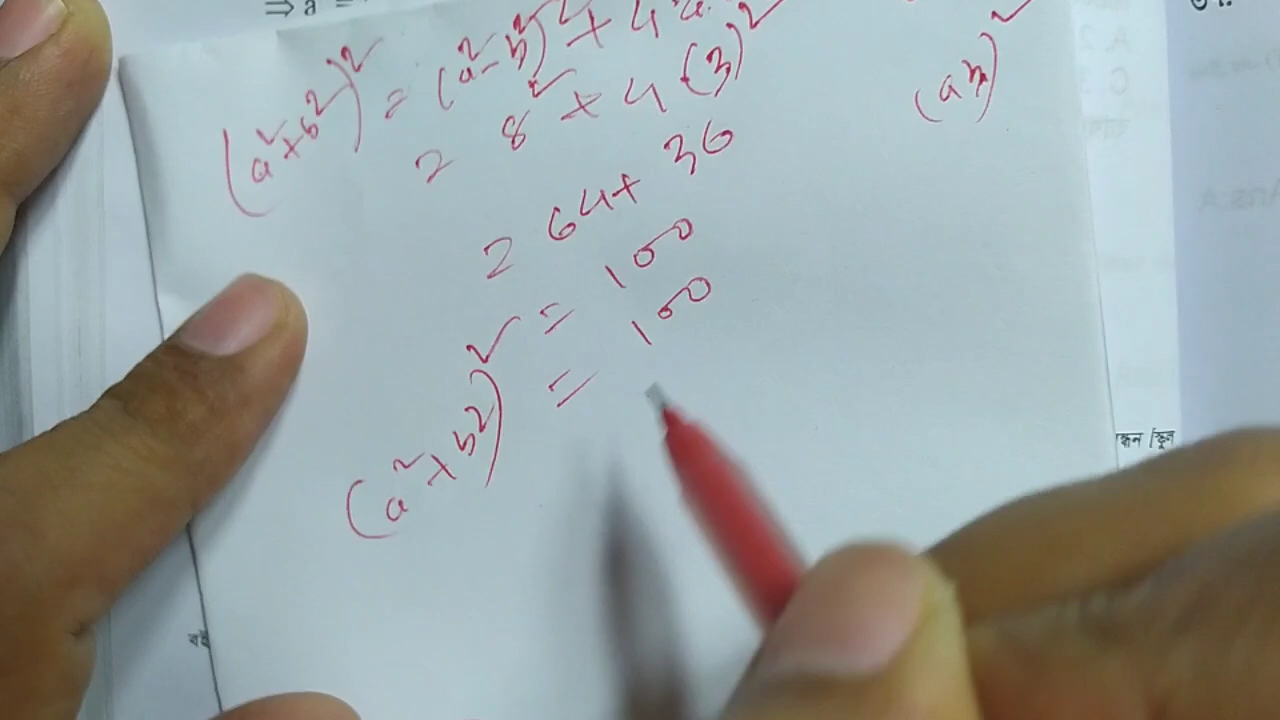 ⇒ a =
(a²+b²)² = (a²-b²)² + 4a
= 8² + 4(3)²
(ab)²
= 64+ 36
= 100
(a²+b²)² = 100